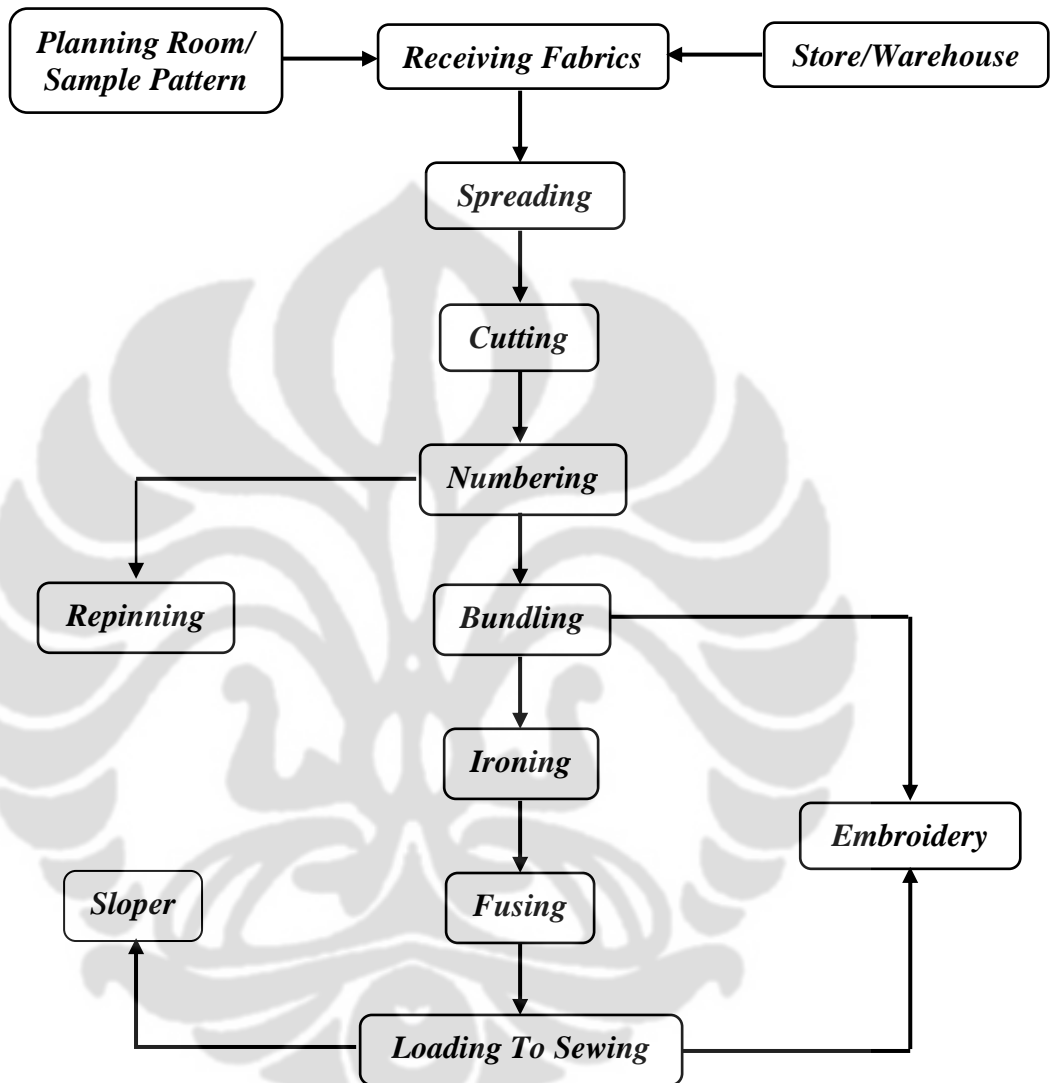 Planning Room/
Sample Pattern
Receiving Fabrics
Store/Warehouse
Spreading
Cutting
Numbering
Repinning
Bundling
Ironing
Embroidery
Sloper
Fusing
Loading To Sewing